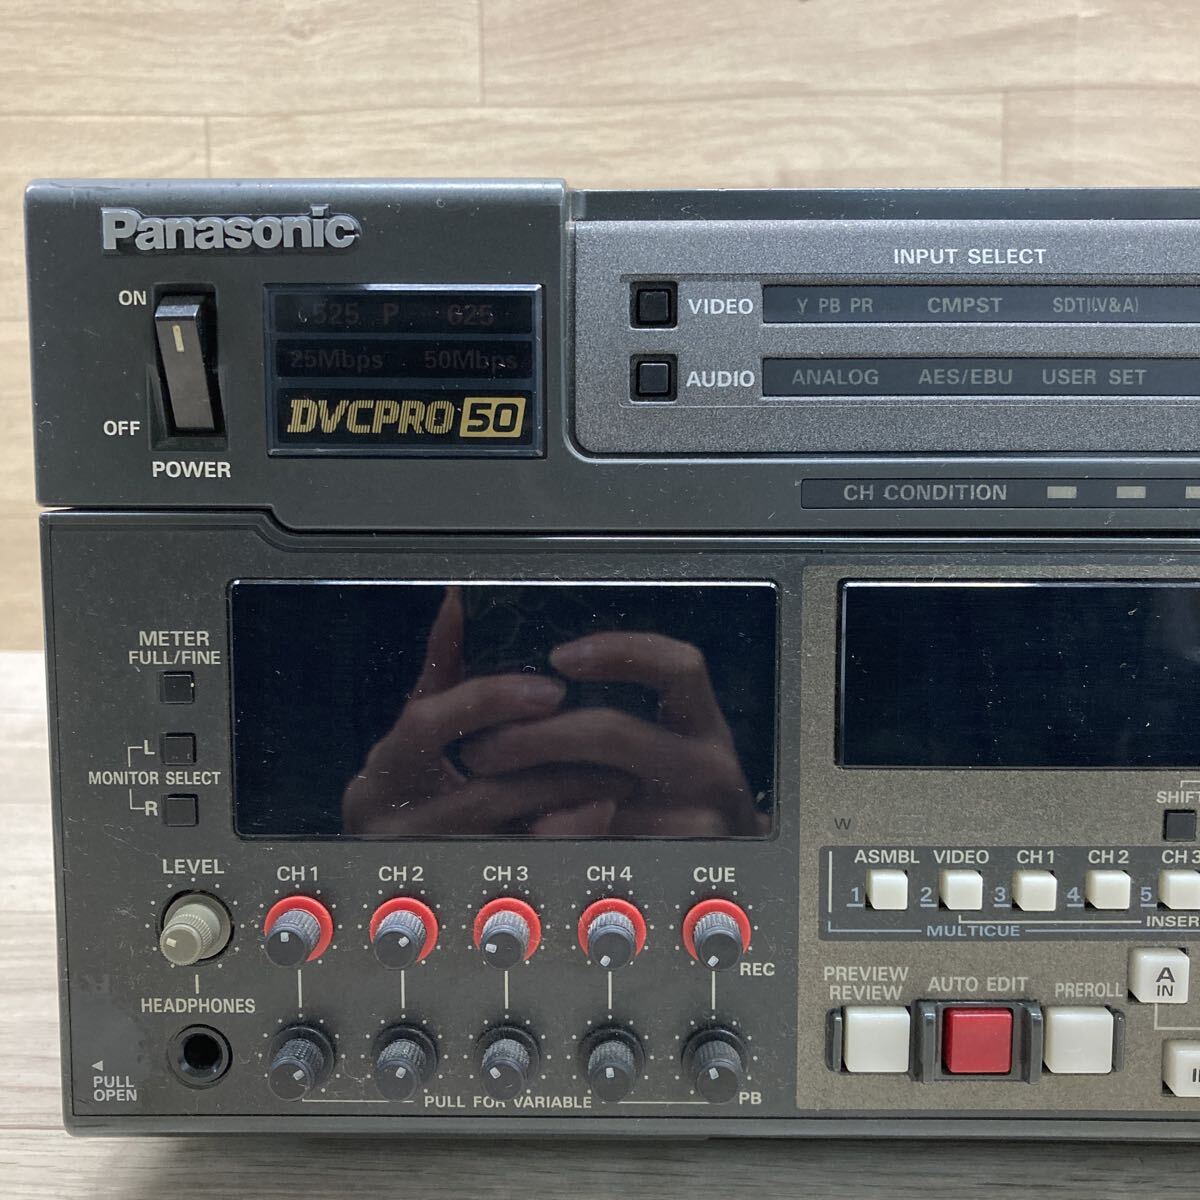 Panasonic
INPUT SELECT
ON
OFF
POWER
525 P 625
25Mbps 50Mbps
DVCPRO 50
VIDEO Y PB PR CMPST SDTI(V&A)
AUDIO ANALOG AES/EBU USER SET
CH CONDITION
METER
FULL/FINE
L
MONITOR SELECT
R
SHIFT
W
LEVEL
CH 1 CH 2 CH 3 CH 4 CUE
REC
HEADPHONES
PULL
OPEN
PULL FOR VARIABLE
PB
ASMBL VIDEO CH 1 CH 2 CH 3
1 2 3 4 5
MULTICUE
PREVIEW
REVIEW
AUTO EDIT
PREROLL
A
IN